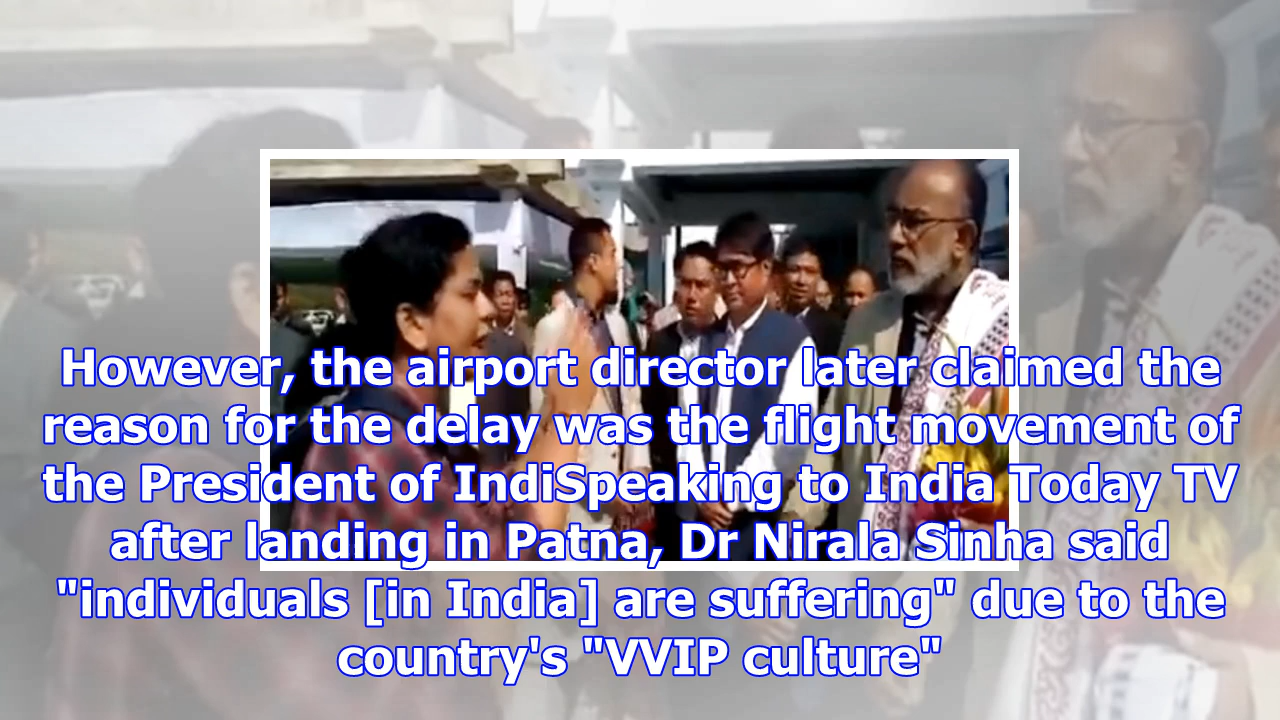 However, the airport director later claimed the
reason for the delay was the flight movement of
the President of IndiSpeaking to India Today TV
after landing in Patna, Dr Nirala Sinha said
"individuals [in India] are suffering" due to the
country's "VVIP culture"